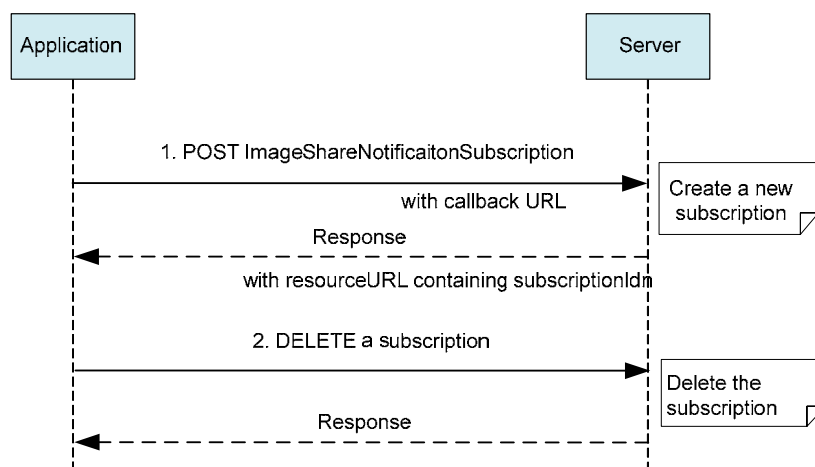 Application
Server
1. POST ImageShareNotificaitonSubscription
with callback URL
Create a new
subscription
Response
with resourceURL containing subscriptionIdn
2. DELETE a subscription
Delete the
subscription
Response